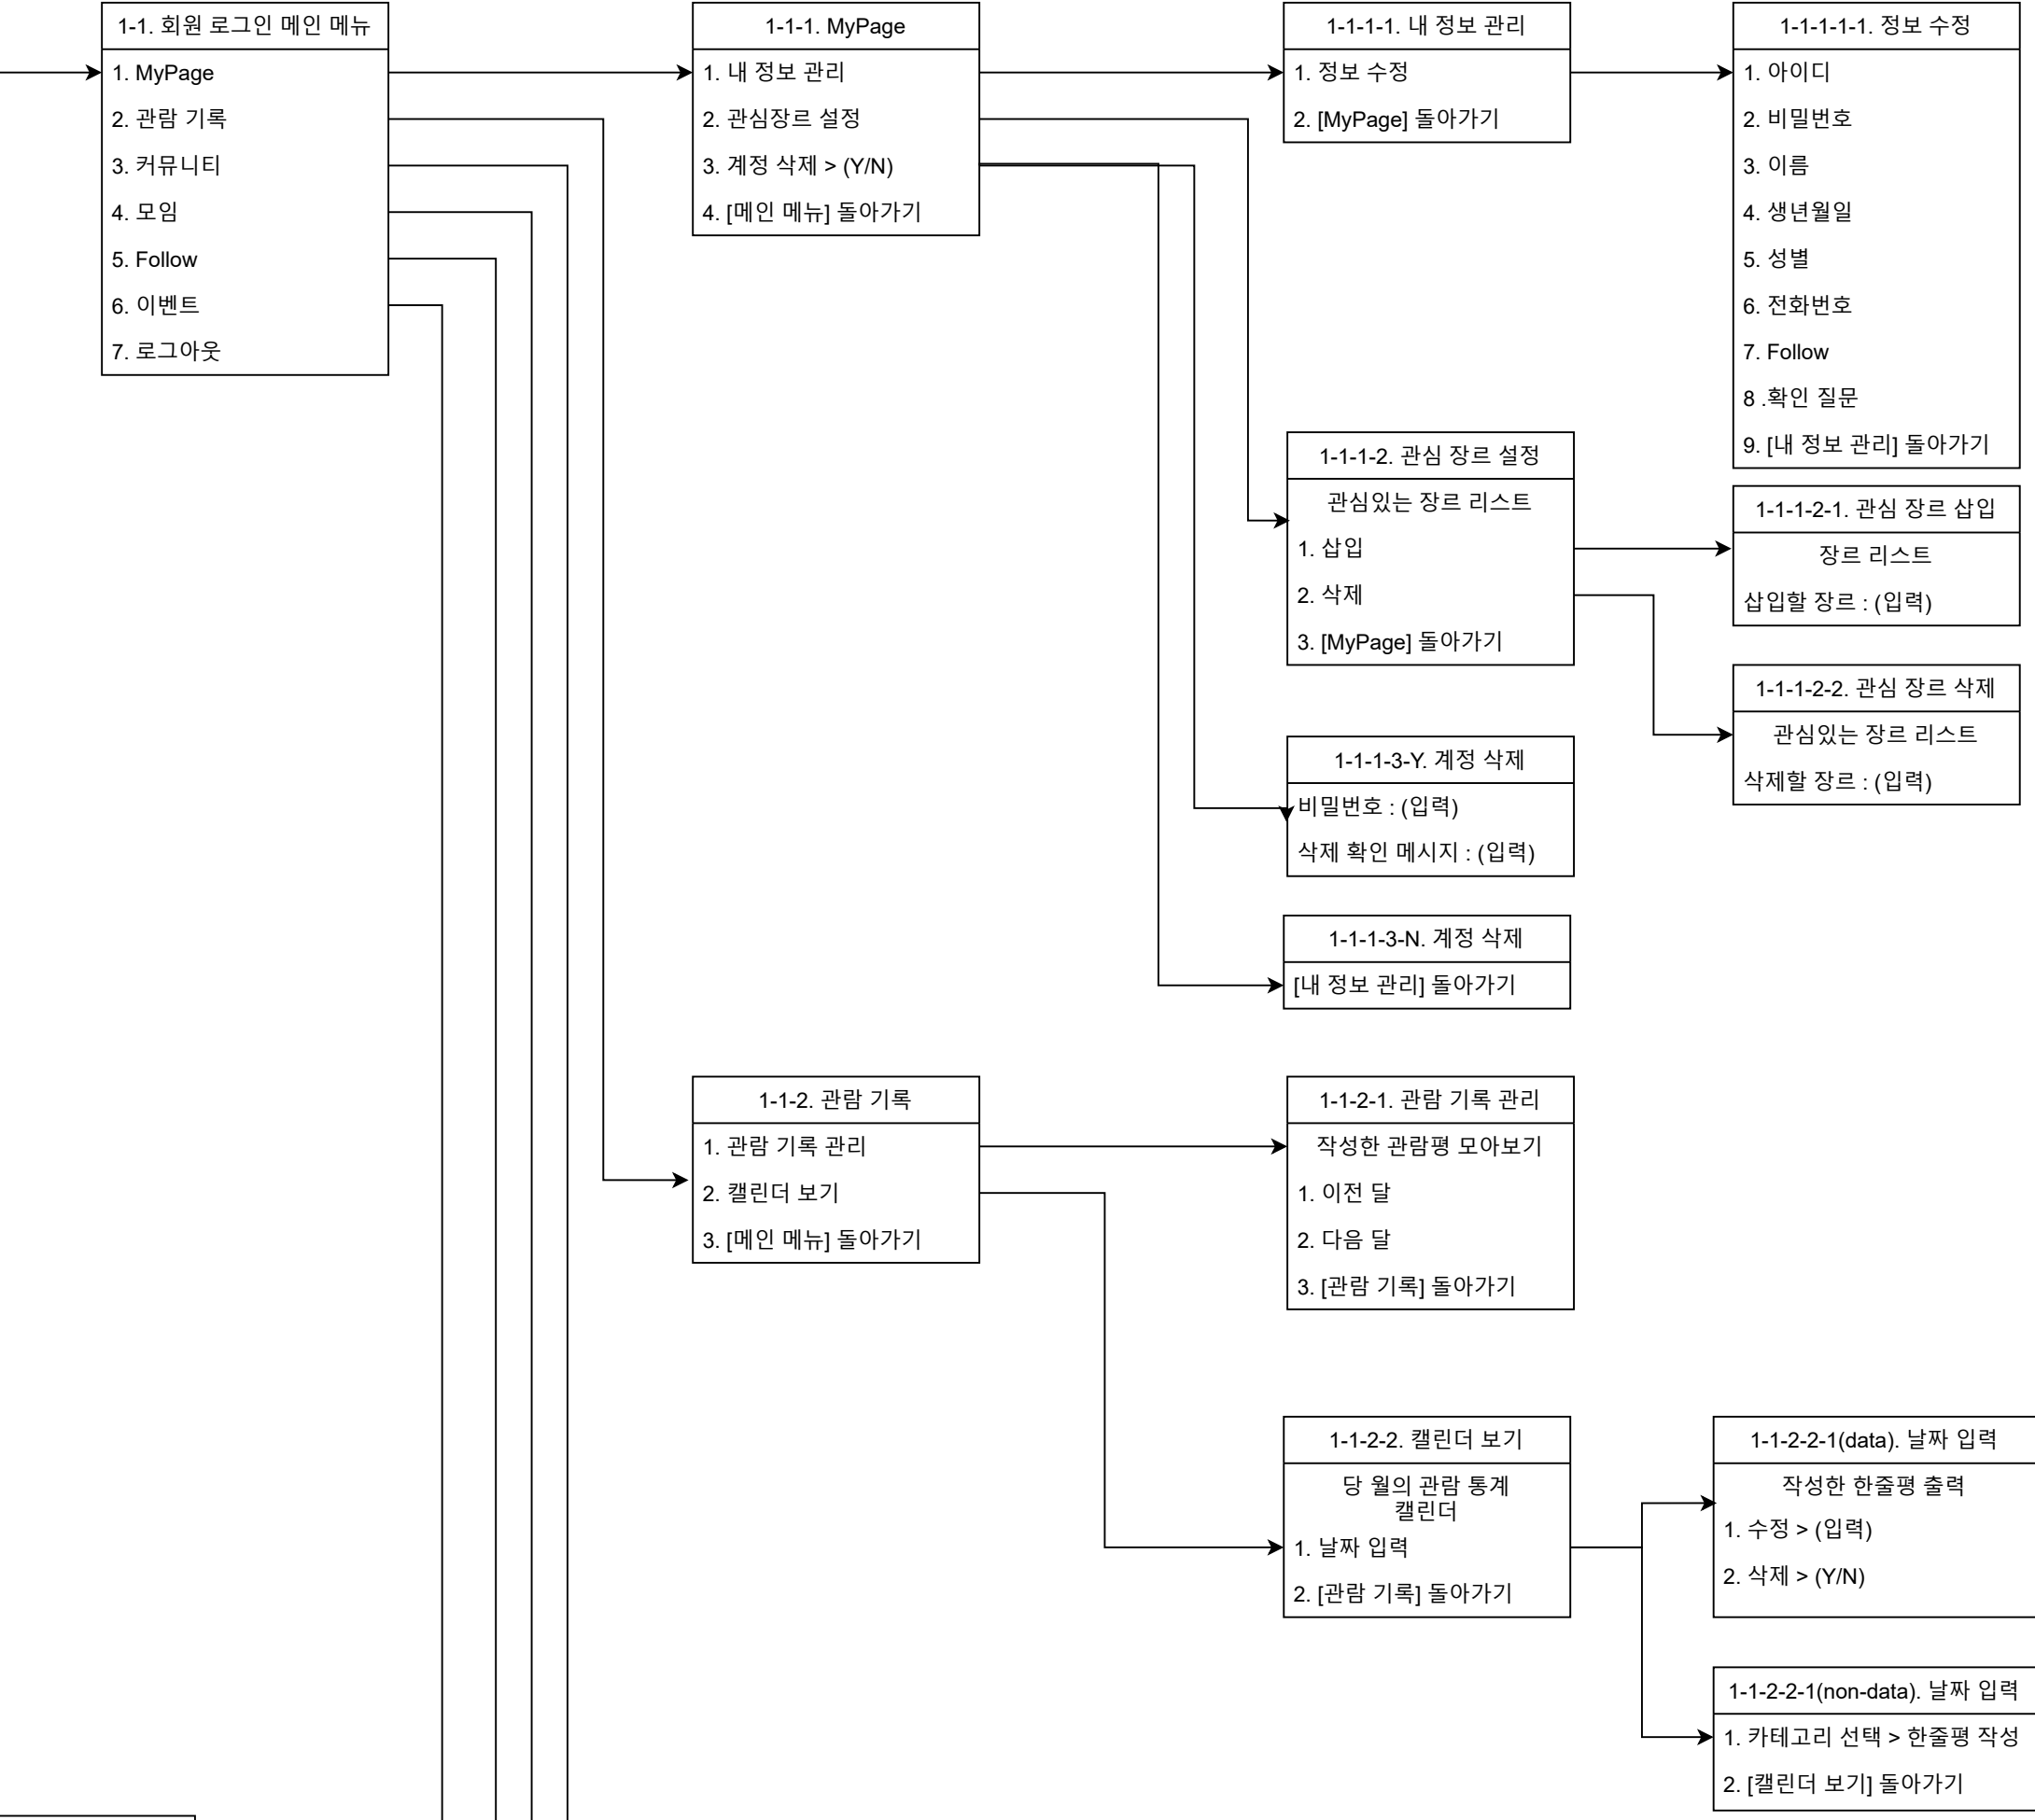 1-1. 회원 로그인 메인 메뉴
1. MyPage
2. 관람 기록
3. 커뮤니티
4. 모임
5. Follow
6. 이벤트
7. 로그아웃
1-1-1. MyPage
1. 내 정보 관리
2. 관심장르 설정
3. 계정 삭제 > (Y/N)
4. [메인 메뉴] 돌아가기
1-1-1-1. 내 정보 관리
1. 정보 수정
2. [MyPage] 돌아가기
1-1-1-1-1. 정보 수정
1. 아이디
2. 비밀번호
3. 이름
4. 생년월일
5. 성별
6. 전화번호
7. Follow
8 .확인 질문
9. [내 정보 관리] 돌아가기
1-1-1-2. 관심 장르 설정
관심있는 장르 리스트
1. 삽입
2. 삭제
3. [MyPage] 돌아가기
1-1-1-2-1. 관심 장르 삽입
장르 리스트
삽입할 장르 : (입력)
1-1-1-2-2. 관심 장르 삭제
관심있는 장르 리스트
삭제할 장르 : (입력)
1-1-1-3-Y. 계정 삭제
비밀번호 : (입력)
삭제 확인 메시지 : (입력)
1-1-1-3-N. 계정 삭제
[내 정보 관리] 돌아가기
1-1-2. 관람 기록
1. 관람 기록 관리
2. 캘린더 보기
3. [메인 메뉴] 돌아가기
1-1-2-1. 관람 기록 관리
작성한 관람평 모아보기
1. 이전 달
2. 다음 달
3. [관람 기록] 돌아가기
1-1-2-2. 캘린더 보기
당 월의 관람 통계
캘린더
1. 날짜 입력
2. [관람 기록] 돌아가기
1-1-2-2-1(data). 날짜 입력
작성한 한줄평 출력
1. 수정 > (입력)
2. 삭제 > (Y/N)
1-1-2-2-1(non-data). 날짜 입력
1. 카테고리 선택 > 한줄평 작성
2. [캘린더 보기] 돌아가기